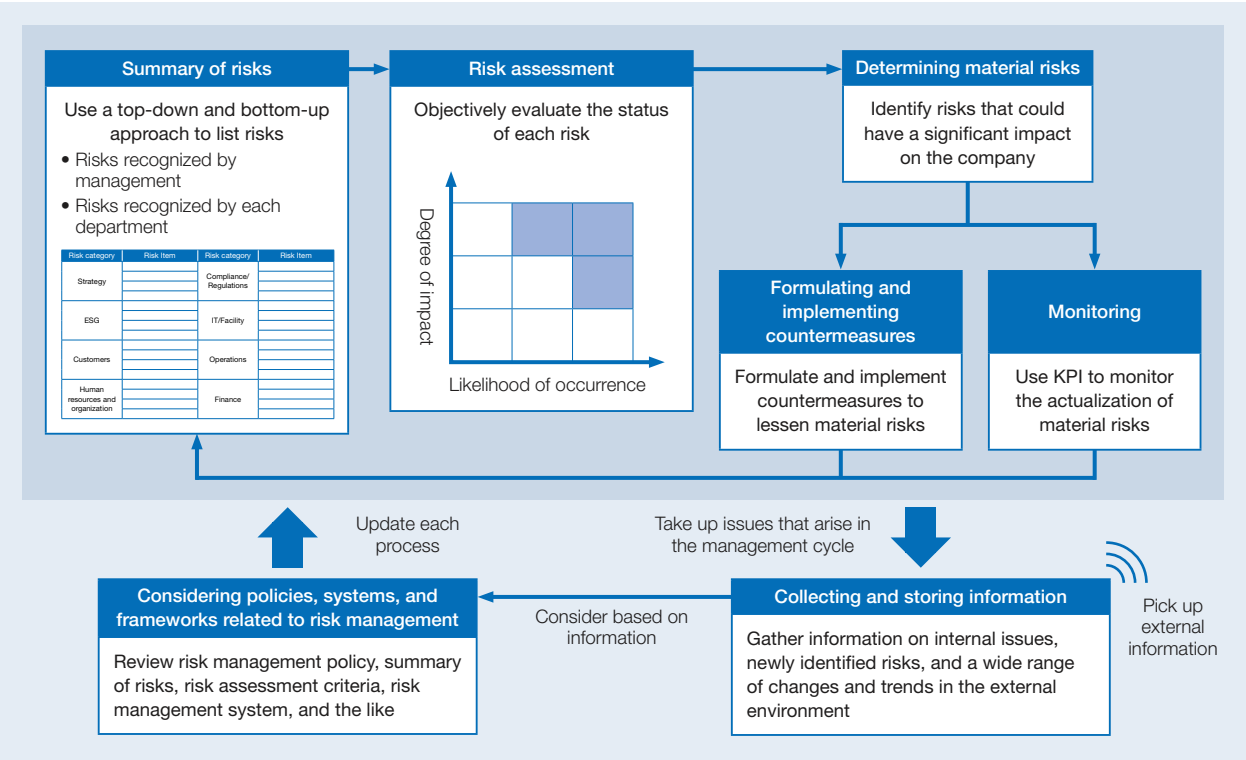 Summary of risks
Use a top-down and bottom-up
approach to list risks
• Risks recognized by
management
• Risks recognized by each
department
Risk category Risk Item Risk category Risk Item
Strategy
Compliance/
Regulations
ESG
IT/Facility
Customers
Operations
Human
resources and
organization
Finance
Risk assessment
Objectively evaluate the status
of each risk
Degree of impact
Likelihood of occurrence
Determining material risks
Identify risks that could
have a significant impact
on the company
Formulating and
implementing
countermeasures
Formulate and implement
countermeasures to
lessen material risks
Monitoring
Use KPI to monitor
the actualization of
material risks
Update each
process
Take up issues that arise in
the management cycle
Considering policies, systems, and
frameworks related to risk management
Review risk management policy, summary
of risks, risk assessment criteria, risk
management system, and the like
Consider based on
information
Collecting and storing information
Gather information on internal issues,
newly identified risks, and a wide range
of changes and trends in the external
environment
Pick up
external
information